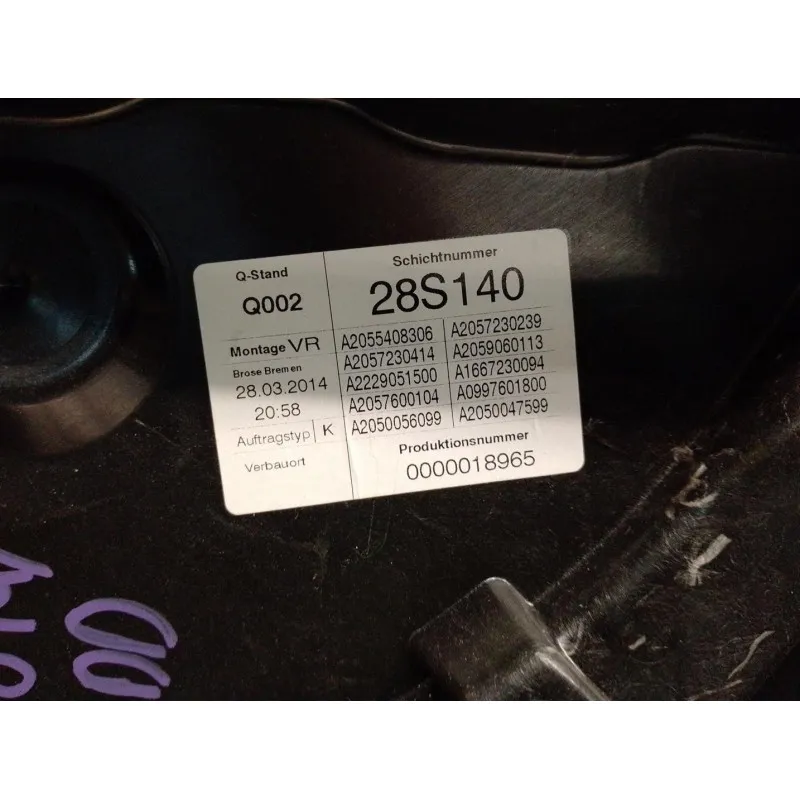 Q-Stand
Q002
Montage VR
Brose Bremen
28.03.2014
20:58
Auftragstyp K
Verbauort
Schichtnummer
28S140
A2055408306 A2057230239
A2057230414 A2059060113
A2229051500 A1667230094
A2057600104 A0997601800
A2050056099 A2050047599
Produktionsnummer
0000018965